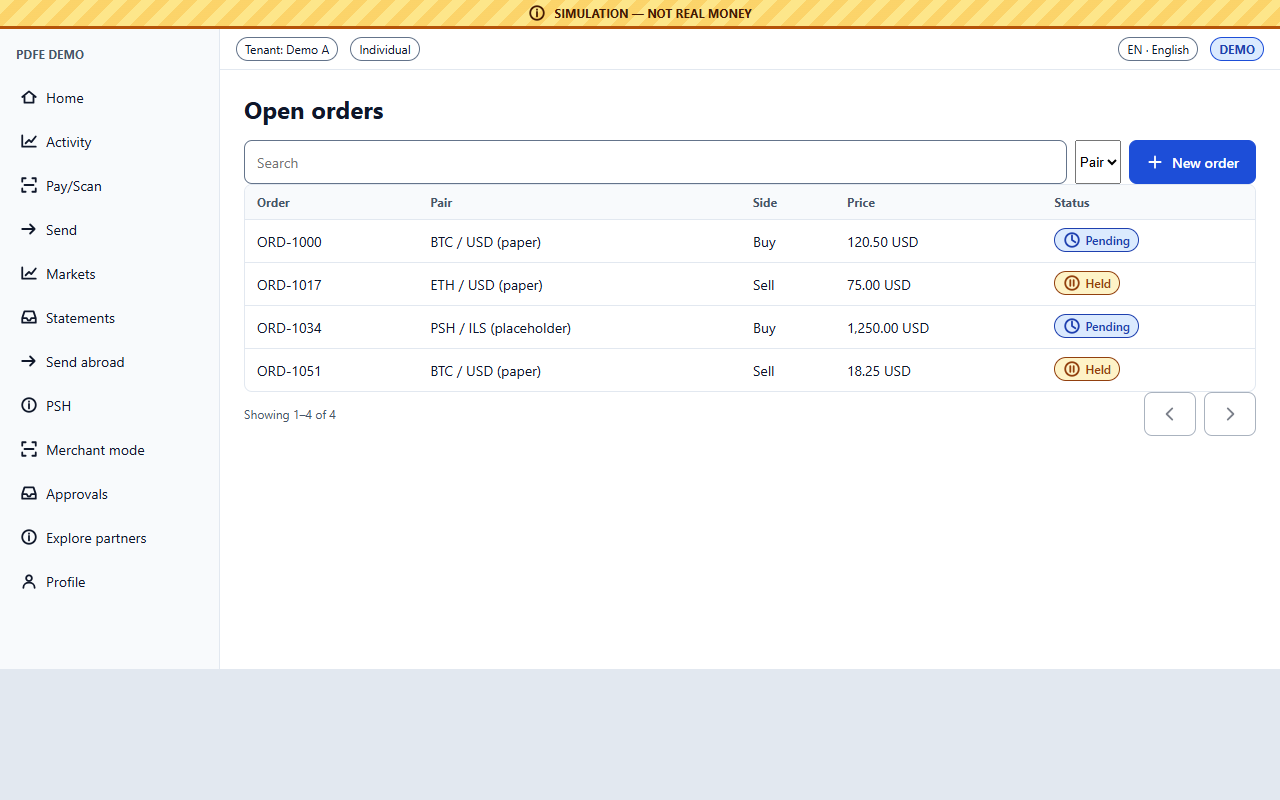 SIMULATION — NOT REAL MONEY
PDFE DEMO
Tenant: Demo A
Individual
EN · English
DEMO
Home
Activity
Pay/Scan
Send
Markets
Statements
Send abroad
PSH
Merchant mode
Approvals
Explore partners
Profile
Open orders
Search
Pair
New order
Order Pair Side Price Status
ORD-1000 BTC / USD (paper) Buy 120.50 USD Pending
ORD-1017 ETH / USD (paper) Sell 75.00 USD Held
ORD-1034 PSH / ILS (placeholder) Buy 1,250.00 USD Pending
ORD-1051 BTC / USD (paper) Sell 18.25 USD Held
Showing 1–4 of 4